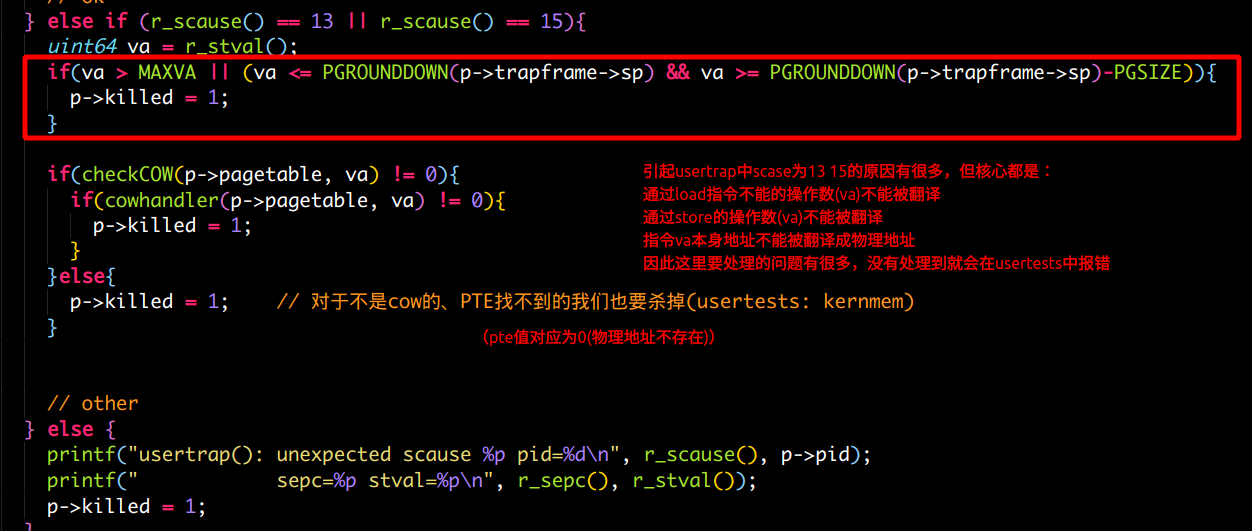 // ok
} else if (r_scause() == 13 || r_scause() == 15){
uint64 va = r_stval();
if(va > MAXVA || (va <= PGROUNDDOWN(p->trapframe->sp) && va >= PGROUNDDOWN(p->trapframe->sp)-PGSIZE)){
p->killed = 1;
}
if(checkCOW(p->pagetable, va) != 0){
引起usertrap中scase为13 15的原因有很多，但核心都是：
通过load指令不能的操作数(va)不能被翻译
if(cowhandler(p->pagetable, va) != 0){
通过store的操作数(va)不能被翻译
p->killed = 1;
指令va本身地址不能被翻译成物理地址
}
因此这里要处理的问题有很多，没有处理到就会在usertests中报错
}else{
p->killed = 1; // 对于不是cow的、PTE找不到的我们也要杀掉(usertests: kernmem)
}
（pte值对应为0(物理地址不存在)）
// other
} else {
printf("usertrap(): unexpected scause %p pid=%d\n", r_scause(), p->pid);
printf("            sepc=%p stval=%p\n", r_sepc(), r_stval());
p->killed = 1;
}